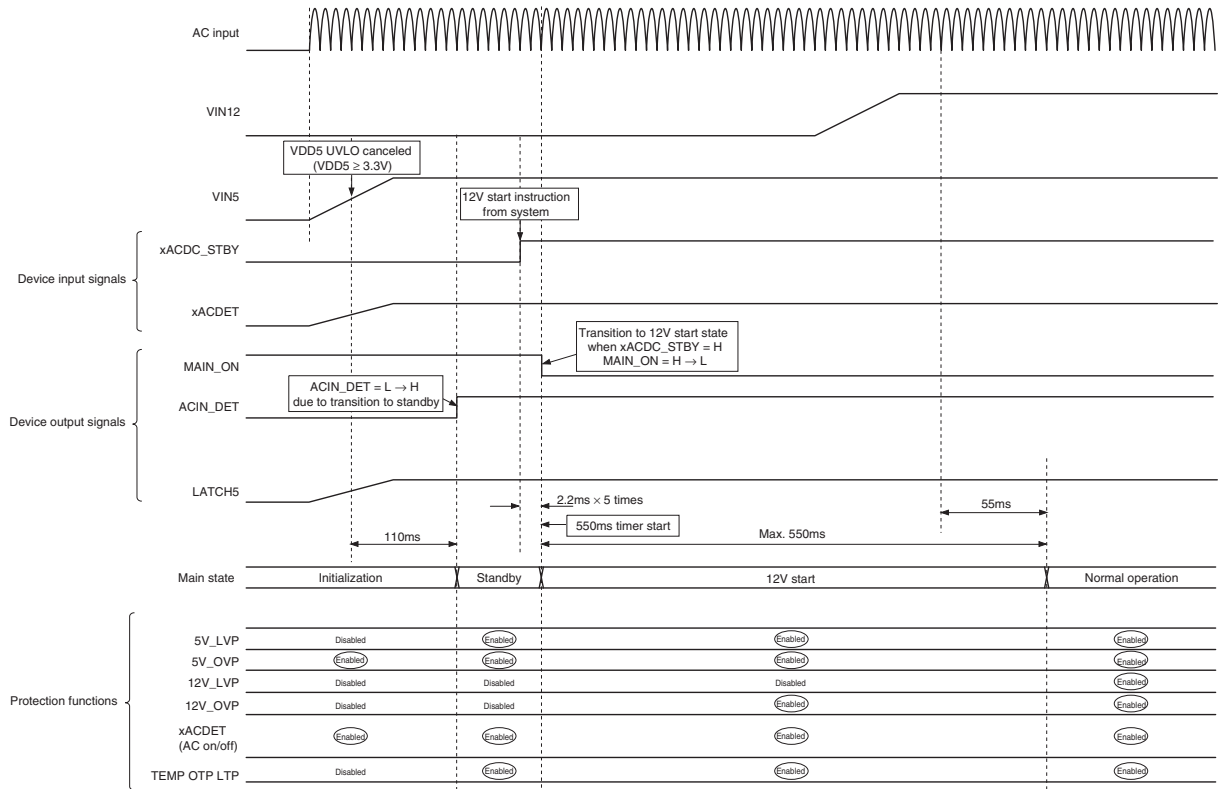 AC input
VIN12
VDD5 UVLO canceled
(VDD5 ≥ 3.3V)
VIN5
12V start instruction
from system
xACDC_STBY
Device input signals
xACDET
Transition to 12V start state
when xACDC_STBY = H
MAIN_ON = H → L
MAIN_ON
ACIN_DET = L → H
due to transition to standby
ACIN_DET
Device output signals
LATCH5
2.2ms × 5 times
55ms
550ms timer start
110ms
Max. 550ms
Main state Initialization Standby 12V start Normal operation
5V_LVP Disabled Enabled Enabled Enabled
5V_OVP Enabled Enabled Enabled Enabled
12V_LVP Disabled Disabled Disabled Enabled
Protection functions
12V_OVP Disabled Disabled Enabled Enabled
xACDET
(AC on/off) Enabled Enabled Enabled Enabled
TEMP OTP LTP Disabled Enabled Enabled Enabled